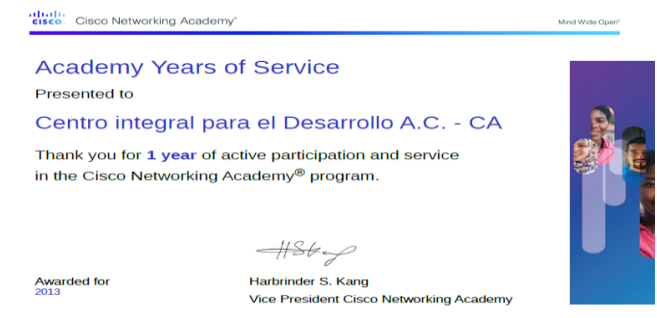 CISCO. Cisco Networking Academy®
Mind Wide Open®
Academy Years of Service
Presented to
Centro integral para el Desarrollo A.C. - CA
Thank you for 1 year of active participation and service
in the Cisco Networking Academy® program.
Awarded for
2013
Harbrinder S. Kang
Vice President Cisco Networking Academy